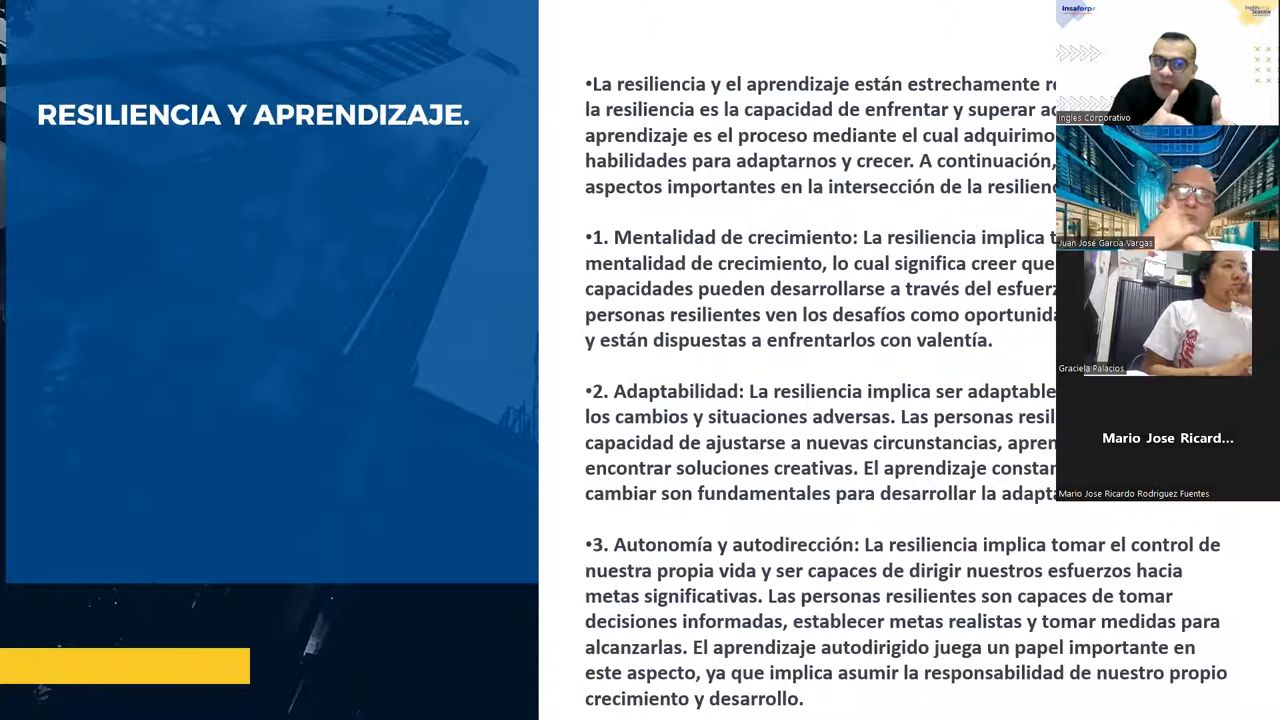 RESILIENCIA Y APRENDIZAJE.
•La resiliencia y el aprendizaje están estrechamente
la resiliencia es la capacidad de enfrentar y superar
aprendizaje es el proceso mediante el cual
habilidades para adaptarnos y crecer. A continuación,
aspectos importantes en la intersección de la
•1. Mentalidad de crecimiento: La resiliencia implica
mentalidad de crecimiento, lo cual significa creer que
capacidades pueden desarrollarse a través del
personas resilientes ven los desafíos como
y están dispuestas a enfrentarlos con valentía.
•2. Adaptabilidad: La resiliencia implica ser adaptable
los cambios y situaciones adversas. Las personas
capacidad de ajustarse a nuevas circunstancias,
encontrar soluciones creativas. El aprendizaje
cambiar son fundamentales para desarrollar la
•3. Autonomía y autodirección: La resiliencia implica tomar el control de
nuestra propia vida y ser capaces de dirigir nuestros esfuerzos hacia
metas significativas. Las personas resilientes son capaces de tomar
decisiones informadas, establecer metas realistas y tomar medidas para
alcanzarlas. El aprendizaje autodirigido juega un papel importante en
este aspecto, ya que implica asumir la responsabilidad de nuestro propio
crecimiento y desarrollo.
Insaforp
Ingles Corporativo
Juan José García Vargas
Graciela Palacios
Mario Jose Ricard...
Mario Jose Ricardo Rodriguez Fuentes